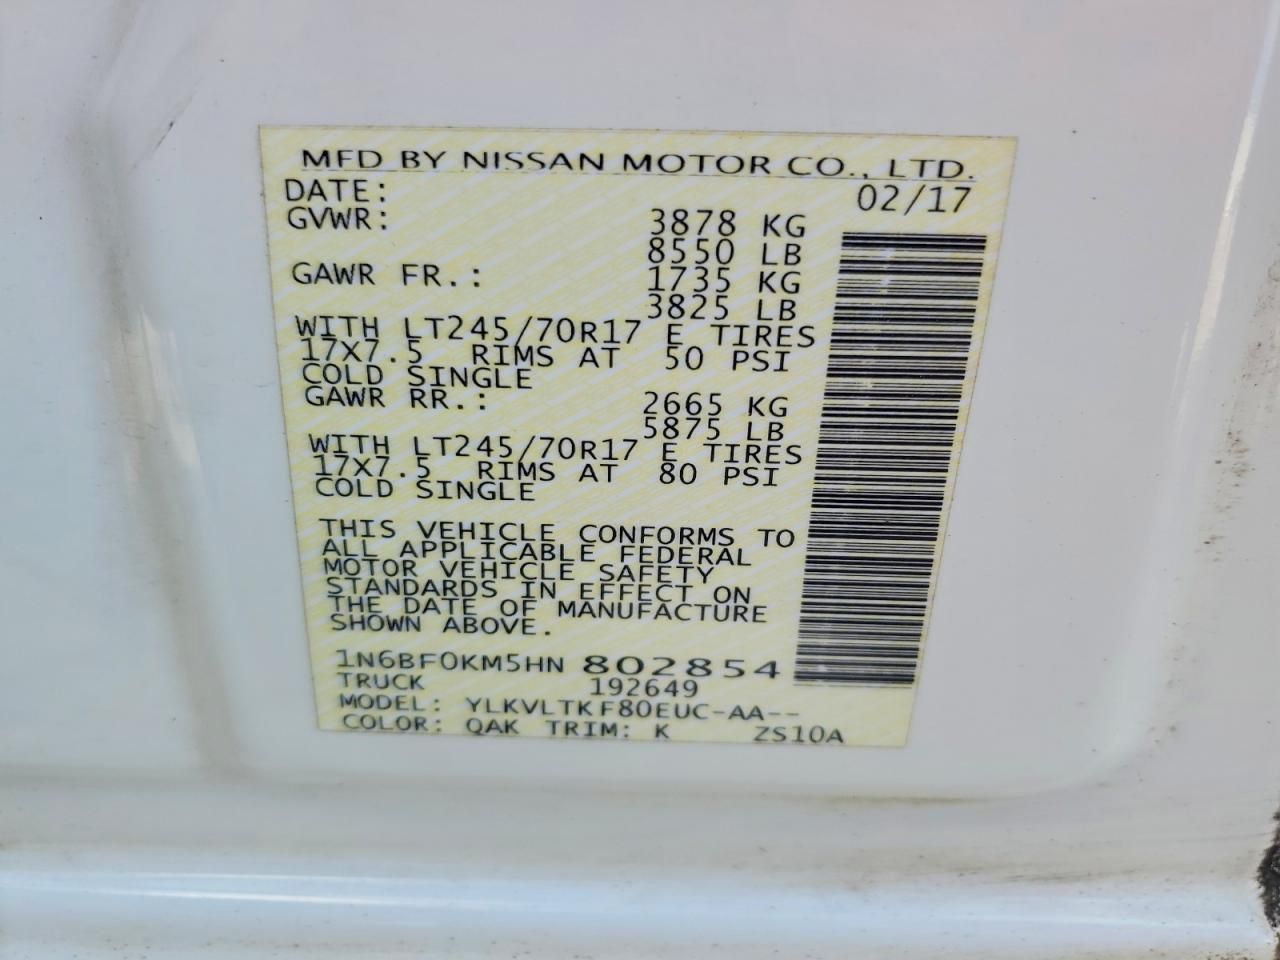 MFD BY NISSAN MOTOR CO., LTD.
DATE: 02/17
GVWR: 3878 KG
8550 LB
GAWR FR.: 1735 KG
3825 LB
WITH LT245/70R17 E TIRES
17X7.5 RIMS AT 50 PSI
COLD SINGLE
GAWR RR.: 2665 KG
5875 LB
WITH LT245/70R17 E TIRES
17X7.5 RIMS AT 80 PSI
COLD SINGLE
THIS VEHICLE CONFORMS TO
ALL APPLICABLE FEDERAL
MOTOR VEHICLE SAFETY
STANDARDS IN EFFECT ON
THE DATE OF MANUFACTURE
SHOWN ABOVE.
1N6BF0KM5HN 802854
TRUCK 192649
MODEL: YLKVLTKF80EUC-AA--
COLOR: QAK TRIM: K ZS10A